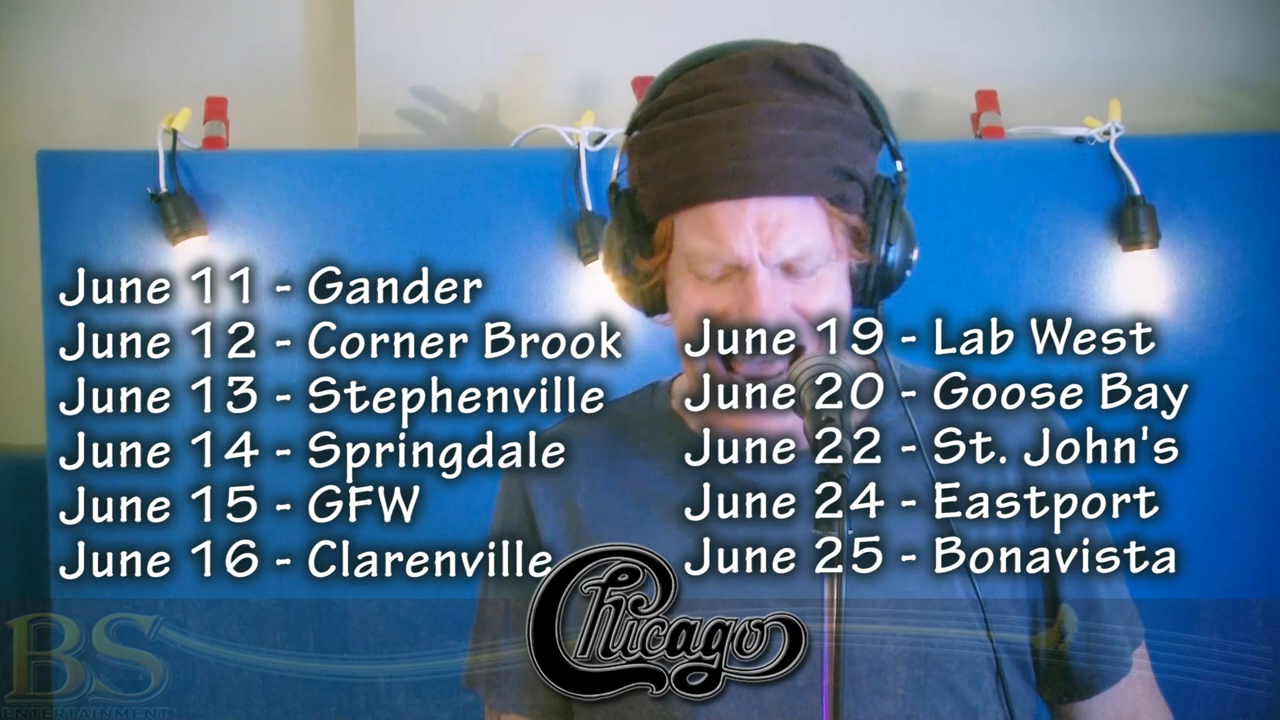 June 11 - Gander
June 12 - Corner Brook
June 13 - Stephenville
June 14 - Springdale
June 15 - GFW
June 16 - Clarenville
June 19 - Lab West
June 20 - Goose Bay
June 22 - St. John's
June 24 - Eastport
June 25 - Bonavista
Chicago
BS
ENTERTAINMENT